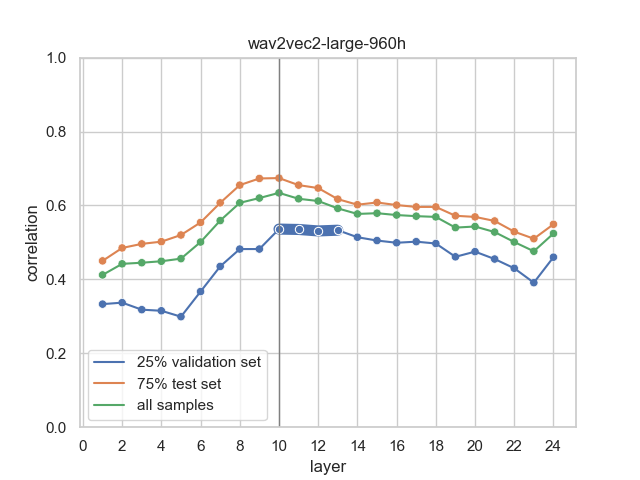 wav2vec2-large-960h
1.0
0.8
0.6
0.4
0.2
0.0
correlation
25% validation set
75% test set
all samples
0 2 4 6 8 10 12 14 16 18 20 22 24
layer